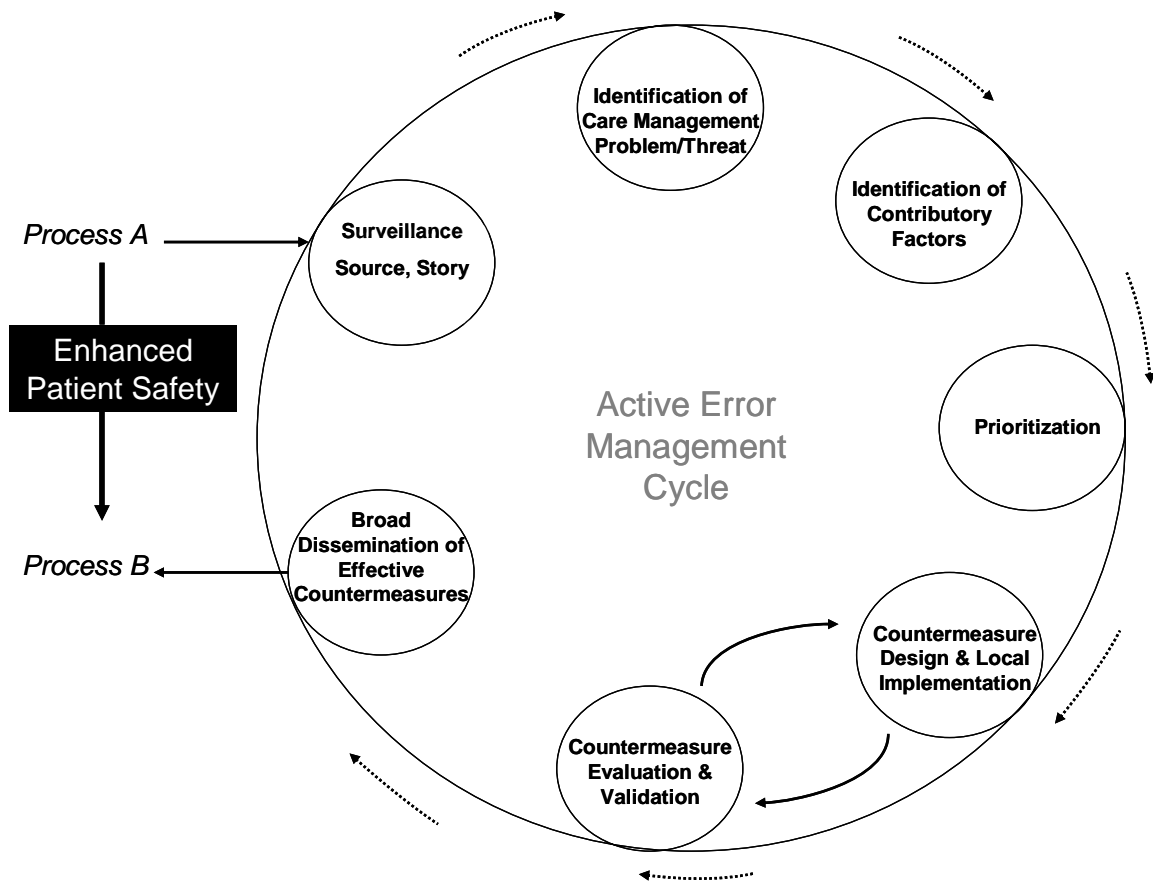 Identification of
Care Management
Problem/Threat
Identification of
Contributory
Factors
Surveillance
Source, Story
Process A
Enhanced
Patient Safety
Active Error
Management
Cycle
Prioritization
Broad
Dissemination of
Effective
Countermeasures
Process B
Countermeasure
Design & Local
Implementation
Countermeasure
Evaluation &
Validation